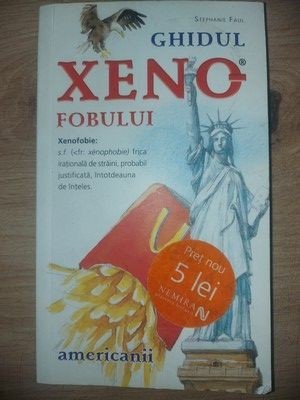 Stephanie Faul
GHIDUL
XENO®
FOBULUI
Xenofobie:
s.f. (<fr: xénophobie) frica
iraţională de străini, probabil
justificată, întotdeauna
de înţeles.
Preţ nou
5 lei
NEMIRA
americanii